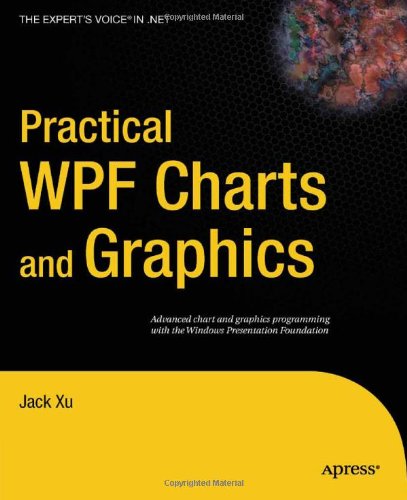 Copyrighted Material
THE EXPERT'S VOICE® IN .NET
Practical
WPF Charts
and Graphics
Advanced chart and graphics programming
with the Windows Presentation Foundation
Jack Xu
Apress®
Copyrighted Material